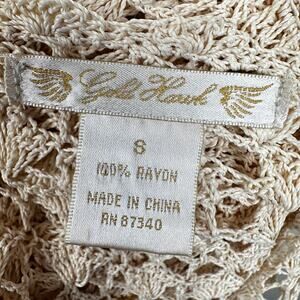 Gold Hawk
S
100% RAYON
MADE IN CHINA
RN 87340